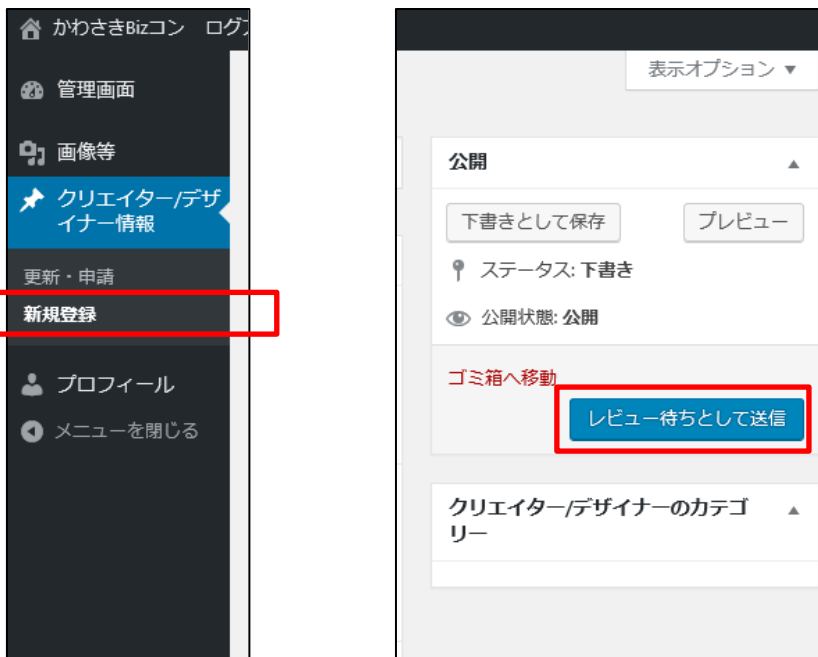 かわさきBizコン ログ
管理画面
画像等
クリエイター/デザ
イナー情報
更新・申請
新規登録
プロフィール
メニューを閉じる
表示オプション ▼
公開 ▲
下書きとして保存 プレビュー
ステータス: 下書き
公開状態: 公開
ゴミ箱へ移動
レビュー待ちとして送信
クリエイター/デザイナーのカテゴ ▲
リー